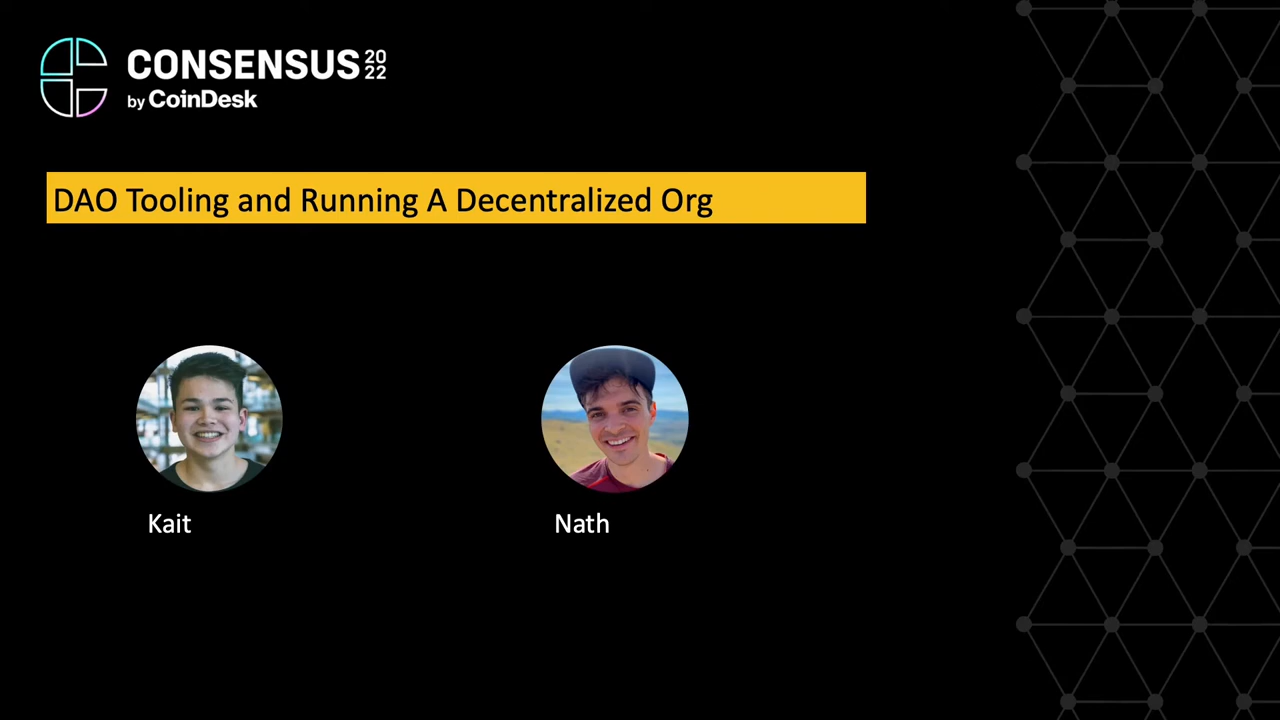 CONSENSUS 20
22
by CoinDesk
DAO Tooling and Running A Decentralized Org
Kait
Nath